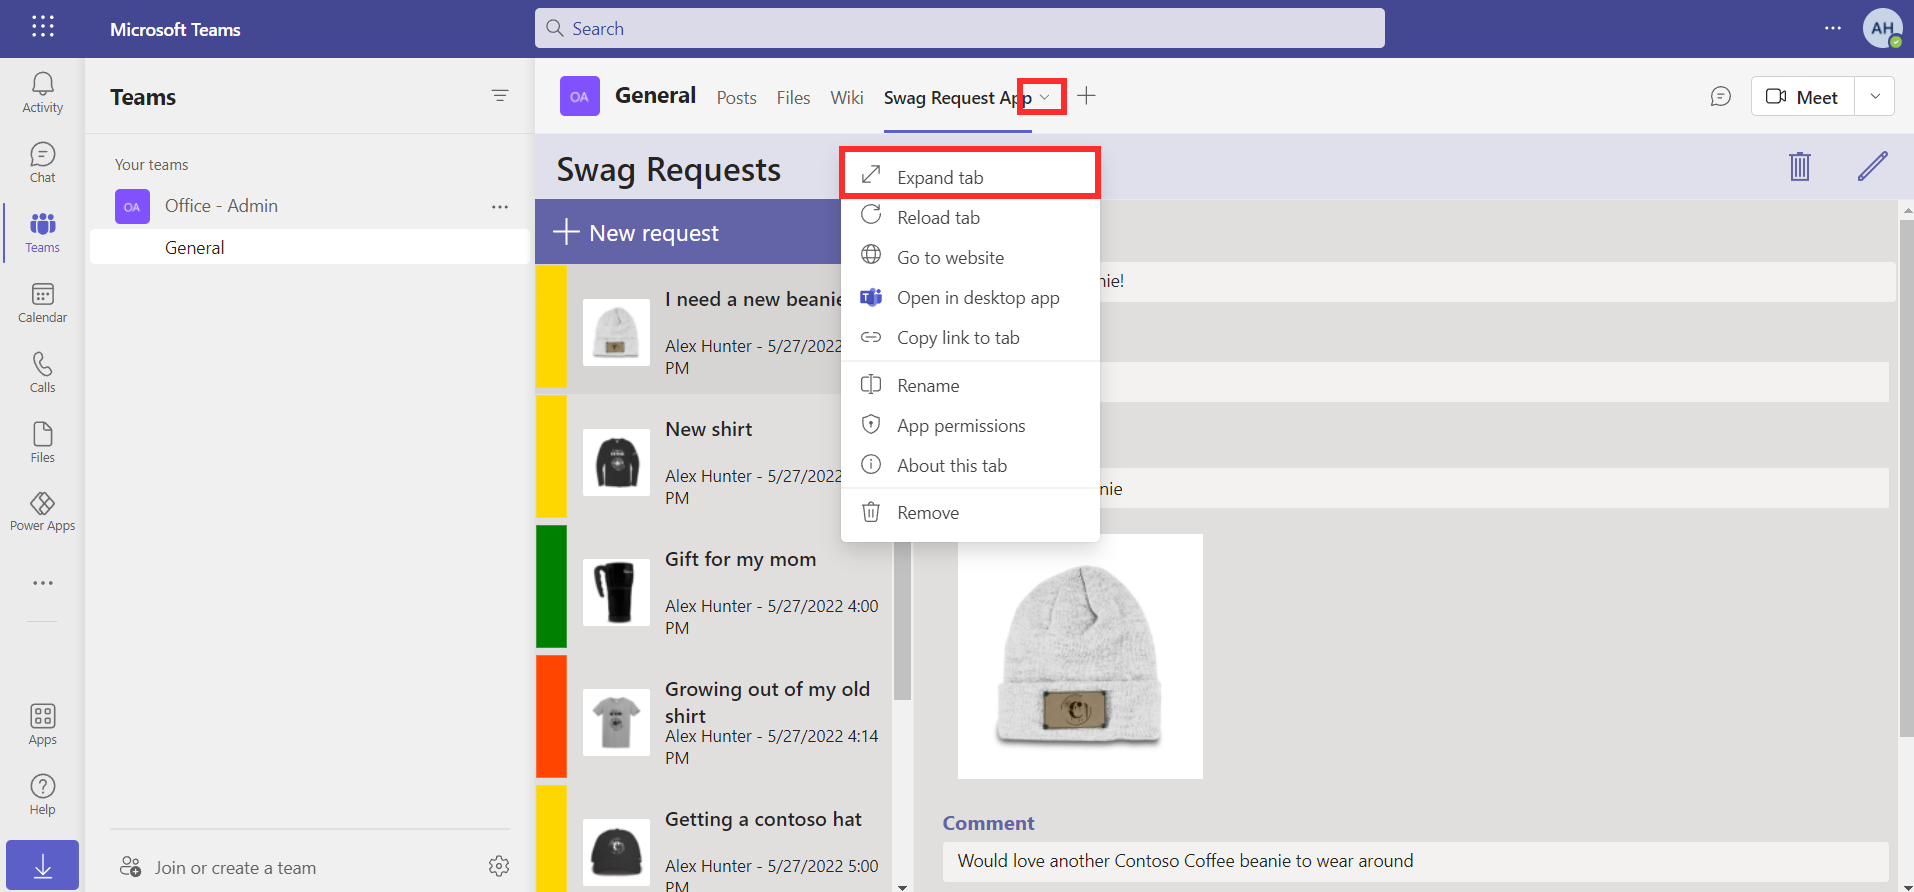 Microsoft Teams
Search
AH
Activity
Chat
Teams
Calendar
Calls
Files
Power Apps
Apps
Help
Teams
Your teams
OA
Office - Admin
General
Join or create a team
OA
General
Posts
Files
Wiki
Swag Request App
Meet
Swag Requests
New request
I need a new beanie
Alex Hunter - 5/27/2022
PM
New shirt
Alex Hunter - 5/27/2022
PM
Gift for my mom
Alex Hunter - 5/27/2022 4:00
PM
Growing out of my old
shirt
Alex Hunter - 5/27/2022 4:14
PM
Getting a contoso hat
Alex Hunter - 5/27/2022 5:00
PM
Expand tab
Reload tab
Go to website
Open in desktop app
Copy link to tab
Rename
App permissions
About this tab
Remove
nie!
nie
Comment
Would love another Contoso Coffee beanie to wear around